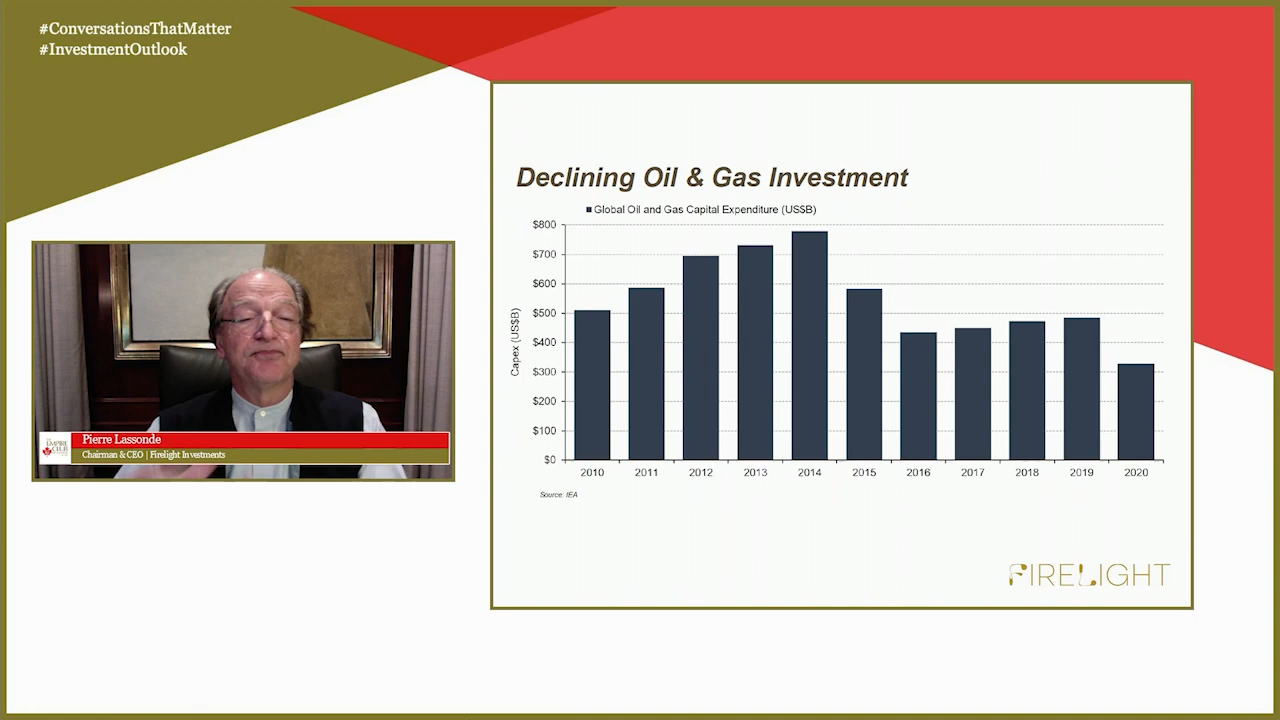 #ConversationsThatMatter
#InvestmentOutlook
Declining Oil & Gas Investment
Global Oil and Gas Capital Expenditure (US$B)
Capex (US$B)
$800
$700
$600
$500
$400
$300
$200
$100
$0
2010 2011 2012 2013 2014 2015 2016 2017 2018 2019 2020
Source: IEA
FIRELIGHT
EMPIRE
CLUB
Pierre Lassonde
Chairman & CEO | Firelight Investments